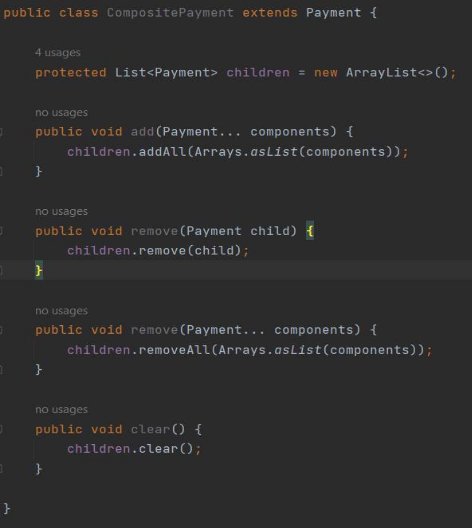 public class CompositePayment extends Payment {
4 usages
protected List<Payment> children = new ArrayList<>();
no usages
public void add(Payment... components) {
children.addAll(Arrays.asList(components));
}
no usages
public void remove(Payment child) {
children.remove(child);
}
no usages
public void remove(Payment... components) {
children.removeAll(Arrays.asList(components));
}
no usages
public void clear() {
children.clear();
}
}